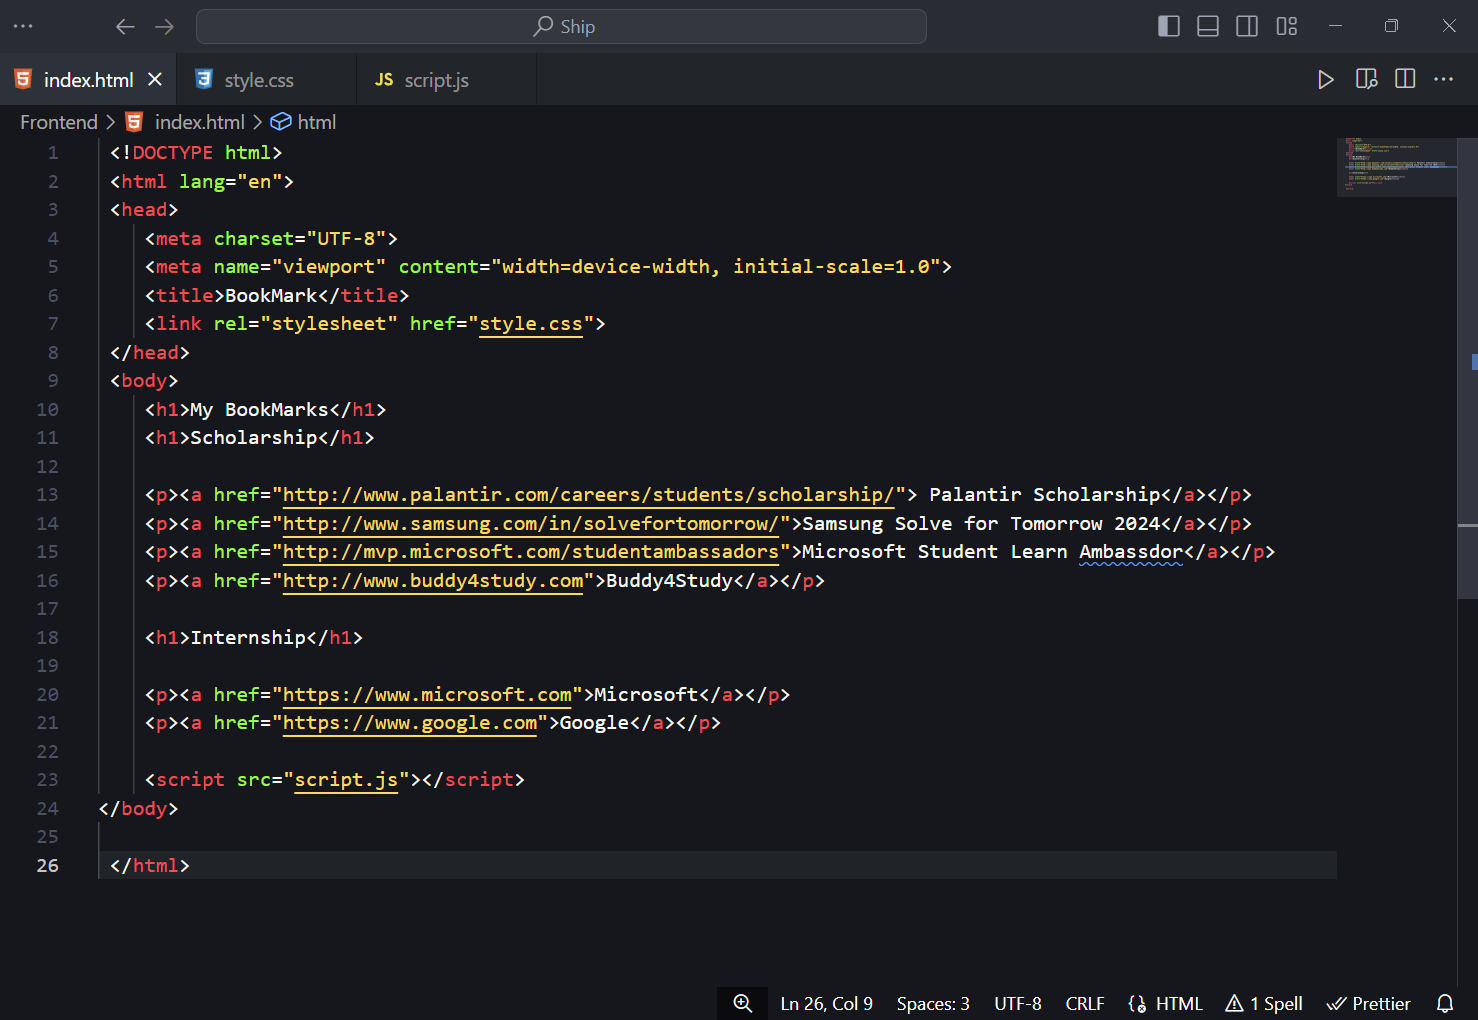 Ship
index.html
style.css
JS script.js
Frontend > index.html > html
1 <!DOCTYPE html>
2 <html lang="en">
3 <head>
4 <meta charset="UTF-8">
5 <meta name="viewport" content="width=device-width, initial-scale=1.0">
6 <title>BookMark</title>
7 <link rel="stylesheet" href="style.css">
8 </head>
9 <body>
10 <h1>My BookMarks</h1>
11 <h1>Scholarship</h1>
12
13 <p><a href="http://www.palantir.com/careers/students/scholarship/"> Palantir Scholarship</a></p>
14 <p><a href="http://www.samsung.com/in/solvefortomorrow/">Samsung Solve for Tomorrow 2024</a></p>
15 <p><a href="http://mvp.microsoft.com/studentambassadors">Microsoft Student Learn Ambassdor</a></p>
16 <p><a href="http://www.buddy4study.com">Buddy4Study</a></p>
17
18 <h1>Internship</h1>
19
20 <p><a href="https://www.microsoft.com">Microsoft</a></p>
21 <p><a href="https://www.google.com">Google</a></p>
22
23 <script src="script.js"></script>
24 </body>
25
26 </html>
Ln 26, Col 9 Spaces: 3 UTF-8 CRLF HTML 1 Spell Prettier